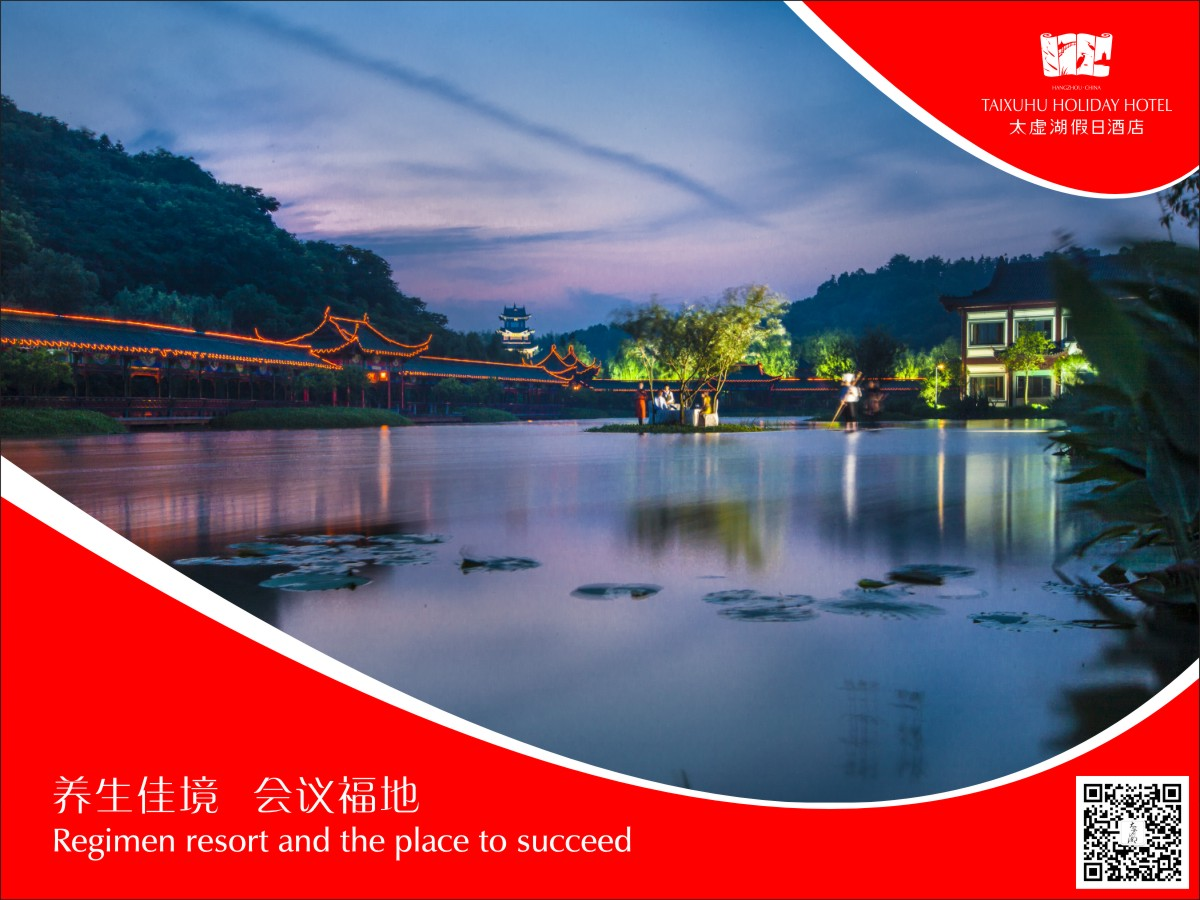 HANGZHOU·CHINA
TAIXUHU HOLIDAY HOTEL
太虚湖假日酒店
养生佳境 会议福地
Regimen resort and the place to succeed